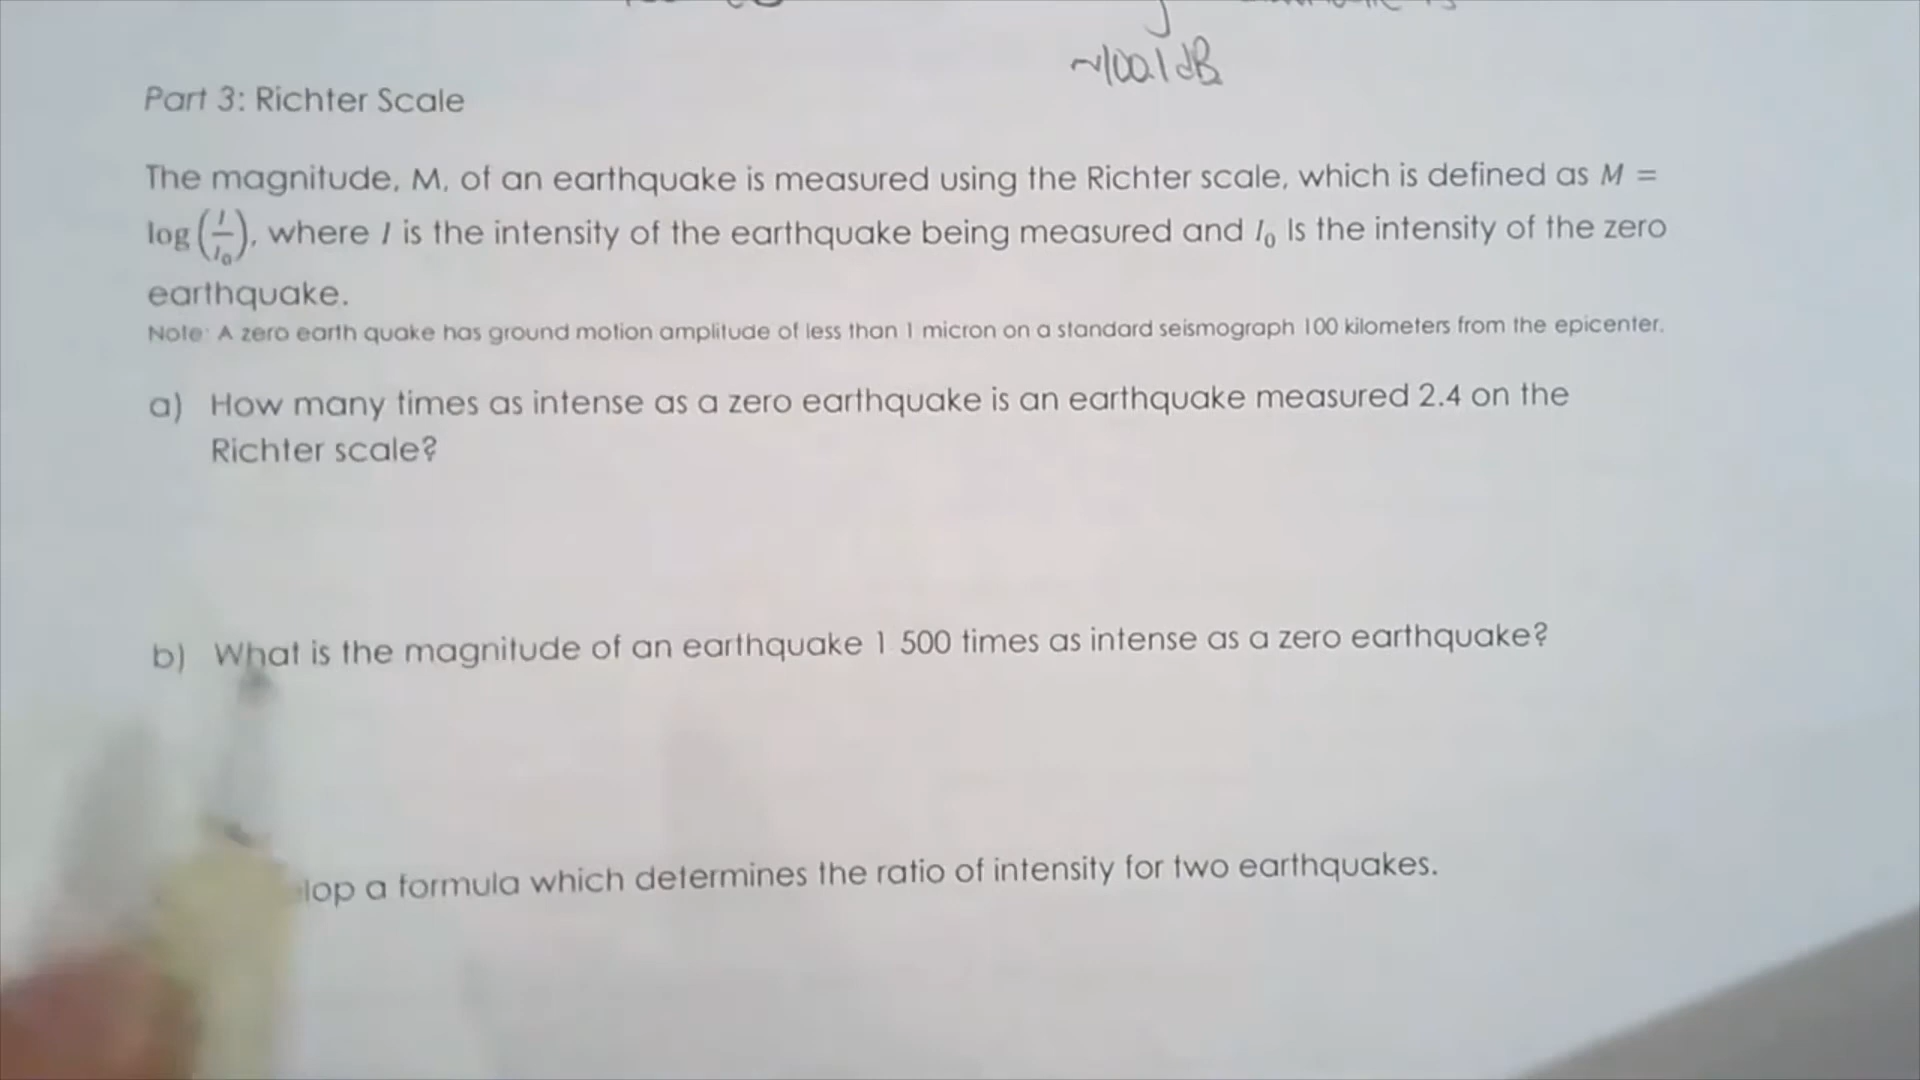 ~100.1 dB
Part 3: Richter Scale
The magnitude, M, of an earthquake is measured using the Richter scale, which is defined as M =
log (I/I₀), where I is the intensity of the earthquake being measured and I₀ Is the intensity of the zero
earthquake.
Note: A zero earth quake has ground motion amplitude of less than 1 micron on a standard seismograph 100 kilometers from the epicenter.
a) How many times as intense as a zero earthquake is an earthquake measured 2.4 on the
Richter scale?
b) What is the magnitude of an earthquake 1 500 times as intense as a zero earthquake?
lop a formula which determines the ratio of intensity for two earthquakes.